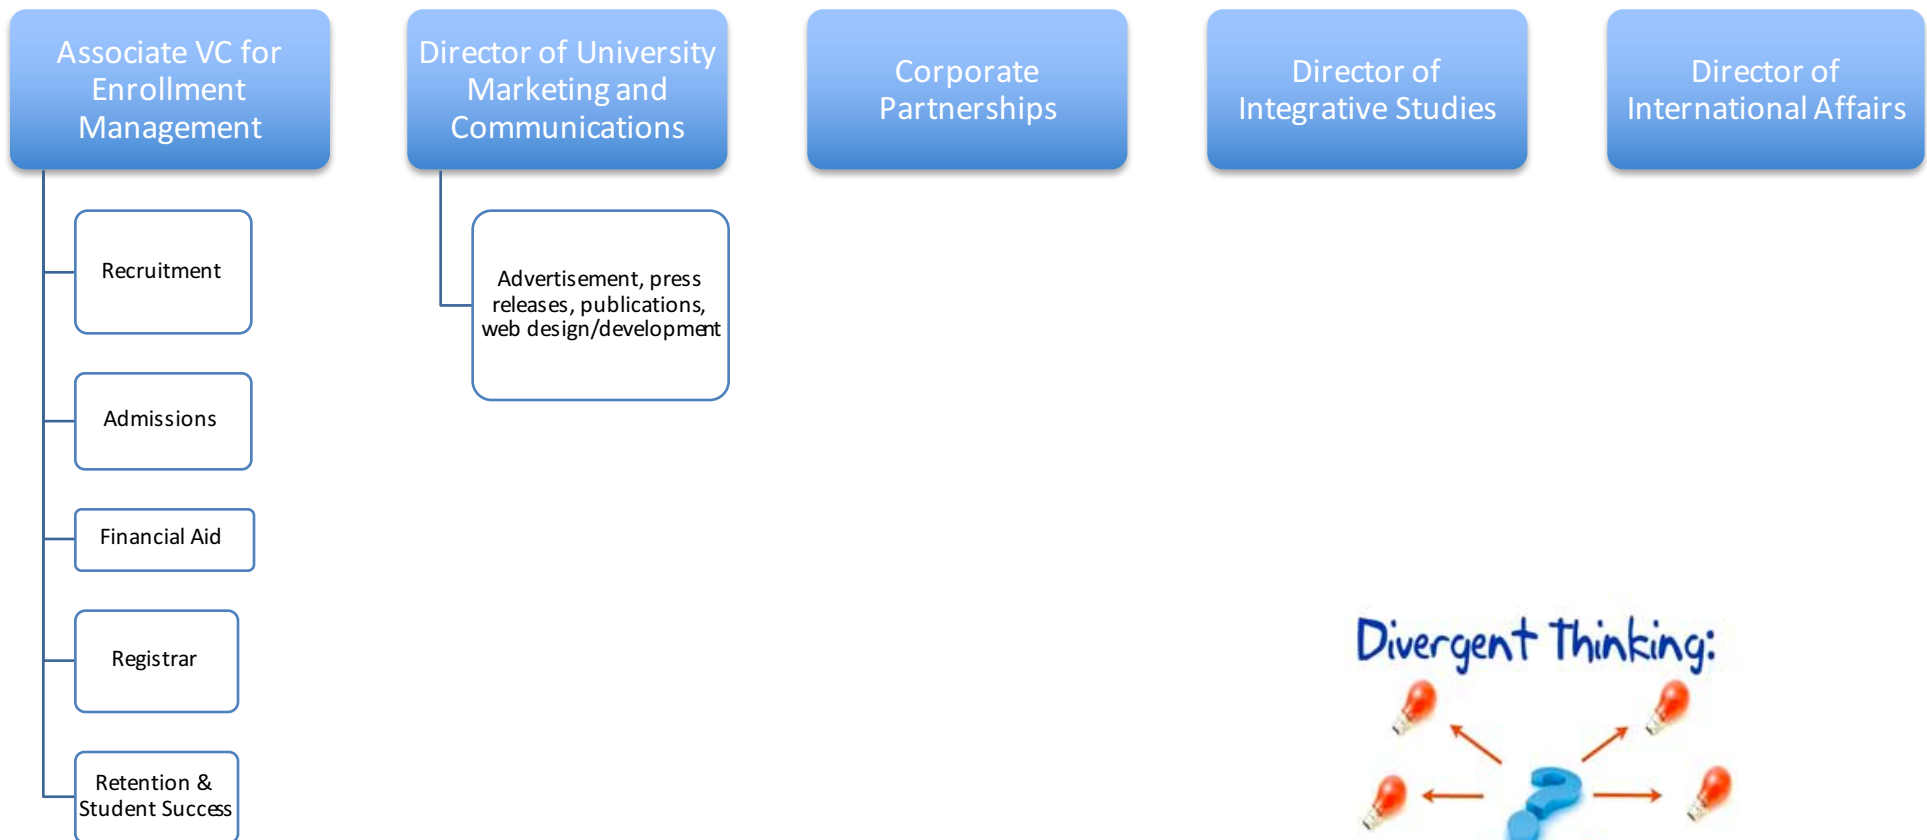 Associate VC for
Enrollment
Management
Director of University
Marketing and
Communications
Corporate
Partnerships
Director of
Integrative Studies
Director of
International Affairs
Recruitment
Admissions
Financial Aid
Registrar
Retention &
Student Success
Advertisement, press
releases, publications,
web design/development
Divergent Thinking:
?